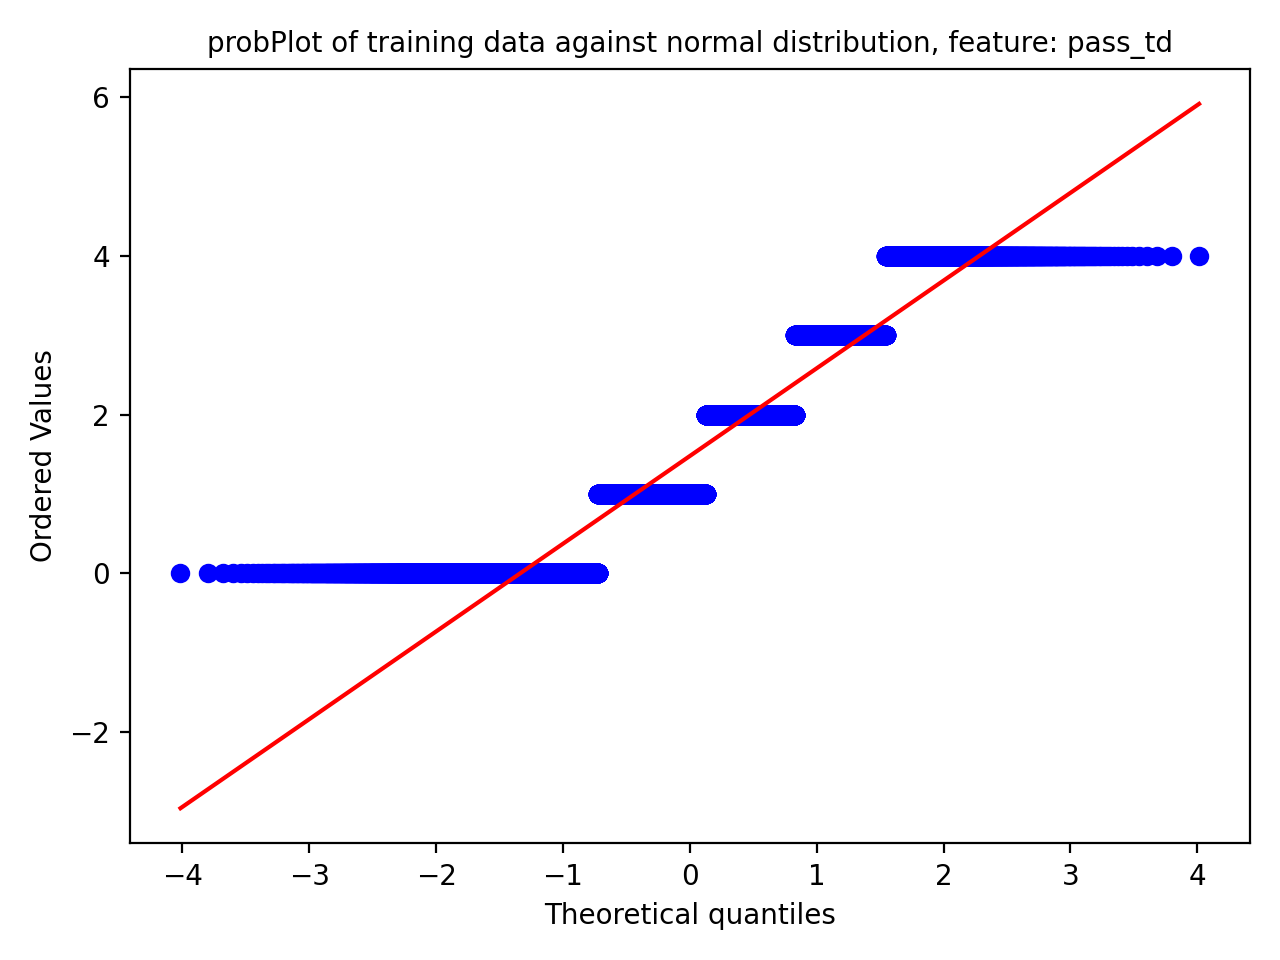 probPlot of training data against normal distribution, feature: pass_td
6
4
2
0
−2
Ordered Values
−4 −3 −2 −1 0 1 2 3 4
Theoretical quantiles